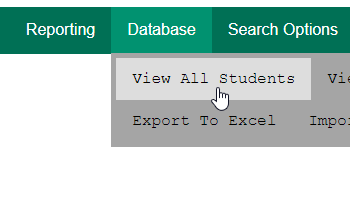 Reporting Database Search Options
View All Students
Export To Excel